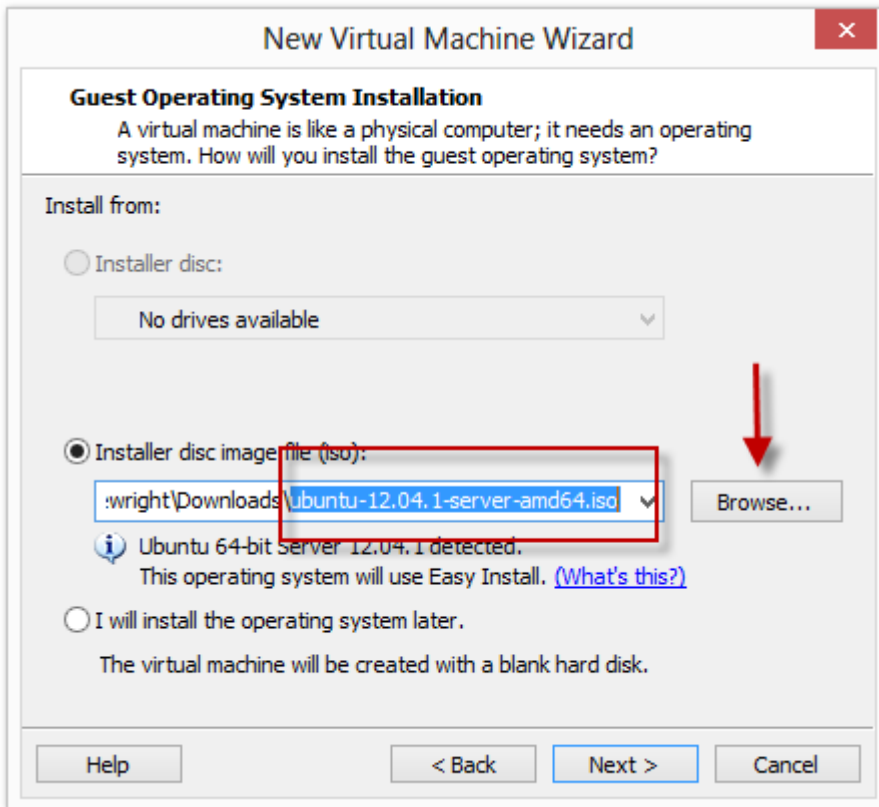 New Virtual Machine Wizard
Guest Operating System Installation
A virtual machine is like a physical computer; it needs an operating
system. How will you install the guest operating system?
Install from:
Installer disc:
No drives available
Installer disc image file (iso):
:wright\Downloads\ubuntu-12.04.1-server-amd64.iso
Browse...
Ubuntu 64-bit Server 12.04.1 detected.
This operating system will use Easy Install. (What's this?)
I will install the operating system later.
The virtual machine will be created with a blank hard disk.
Help
< Back
Next >
Cancel